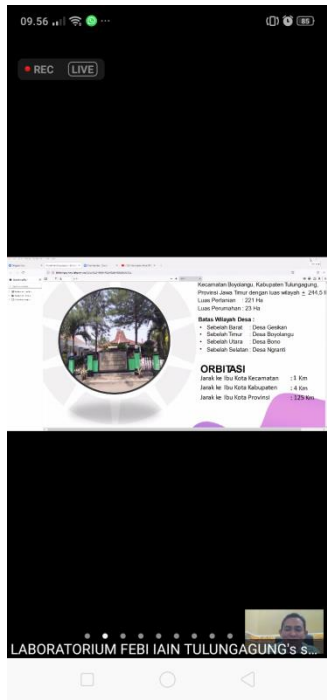 09.56
85
REC LIVE
Kecamatan Boyolangu, Kabupaten Tulungagung,
Provinsi Jawa Timur dengan luas wilayah ± 244,5 H
Luas Pertanian : 221 Ha
Luas Perumahan : 23 Ha
Batas Wilayah Desa :
• Sebelah Barat : Desa Gesikan
• Sebelah Timur : Desa Boyolangu
• Sebelah Utara : Desa Bono
• Sebelah Selatan : Desa Ngranti
ORBITASI
Jarak ke Ibu Kota Kecamatan : 1 Km
Jarak ke Ibu Kota Kabupaten : 4 Km
Jarak ke Ibu Kota Provinsi : 125 Km
LABORATORIUM FEBI IAIN TULUNGAGUNG's s...